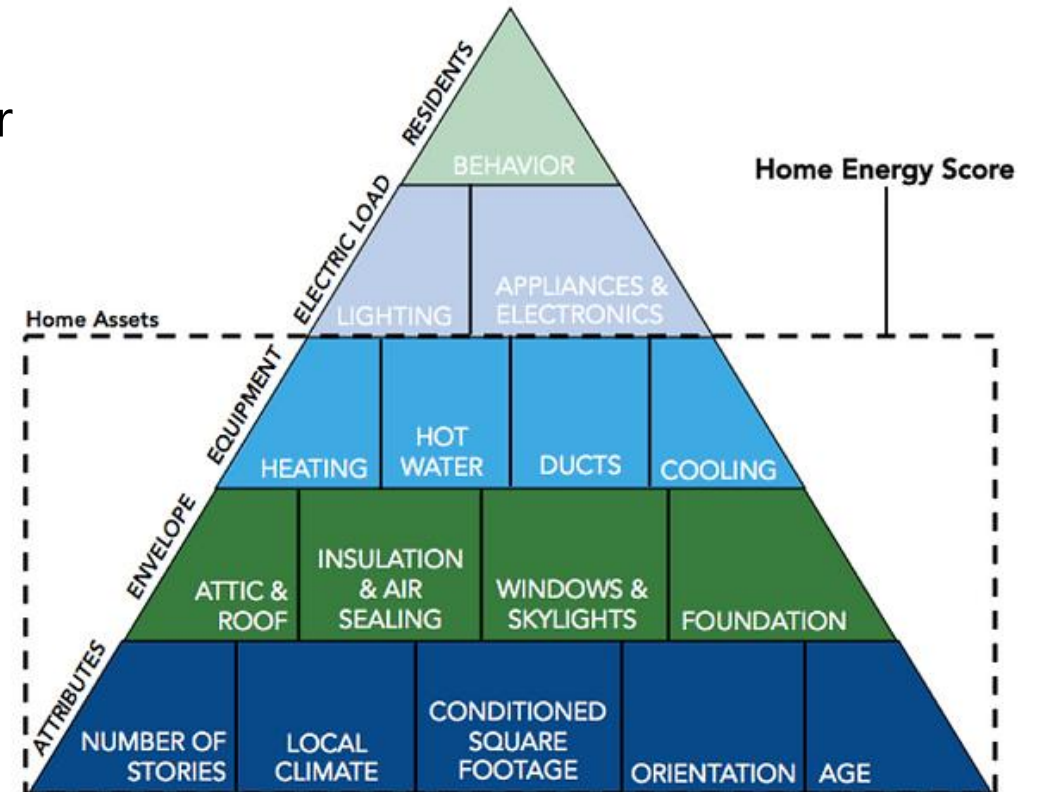 r
RESIDENTS
BEHAVIOR
Home Energy Score
ELECTRIC LOAD
LIGHTING
APPLIANCES &
ELECTRONICS
Home Assets
EQUIPMENT
HEATING
HOT
WATER
DUCTS
COOLING
ENVELOPE
ATTIC &
ROOF
INSULATION
& AIR
SEALING
WINDOWS &
SKYLIGHTS
FOUNDATION
ATTRIBUTES
NUMBER OF
STORIES
LOCAL
CLIMATE
CONDITIONED
SQUARE
FOOTAGE
ORIENTATION
AGE